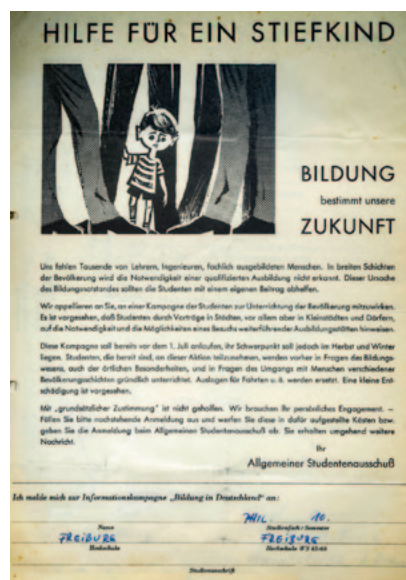 HILFE FÜR EIN STIEFKIND
BILDUNG
bestimmt unsere
ZUKUNFT
Uns fehlen Tausende von Lehrern, Ingenieuren, fachlich ausgebildeten Menschen. In breiten Schichten
der Bevölkerung wird die Notwendigkeit einer qualifizierten Ausbildung nicht erkannt. Dieser Ursache
des Bildungsnotstandes sollten die Studenten mit einem eigenen Beitrag abhelfen.
Wir appellieren an Sie, an einer Kampagne der Studenten zur Unterrichtung der Bevölkerung mitzuwirken.
Es ist vorgesehen, daß Studenten durch Vorträge in Städten, vor allem aber in Kleinstädten und Dörfern,
auf die Notwendigkeit und die Möglichkeiten eines Besuchs weiterführender Ausbildungsstätten hinweisen.
Diese Kampagne soll bereits vor dem 1. Juli anlaufen, ihr Schwerpunkt soll jedoch im Herbst und Winter
liegen. Studenten, die bereit sind, an dieser Aktion teilzunehmen, werden vorher in Fragen des Bildungs-
wesens, auch der örtlichen Besonderheiten, und in Fragen des Umgangs mit Menschen verschiedener
Bevölkerungsschichten gründlich unterrichtet. Auslagen für Fahrten u. ä. werden ersetzt. Eine kleine Ent-
schädigung ist vorgesehen.
Mit „grundsätzlicher Zustimmung" ist nicht geholfen. Wir brauchen Ihr persönliches Engagement. —
Füllen Sie bitte nachstehende Anmeldung aus und werfen Sie diese in dafür aufgestellte Kästen bzw.
geben Sie die Anmeldung beim Allgemeinen Studentenausschuß ab. Sie erhalten umgehend weitere
Nachricht.
Ihr
Allgemeiner Studentenausschuß
Ich melde mich zur Informationskampagne „Bildung in Deutschland" an:
PHIL. 10.
Name Studienfach / Semester
FREIBURG FREIBURG
Hochschule Hochschule WS 65/66
Studienanschrift